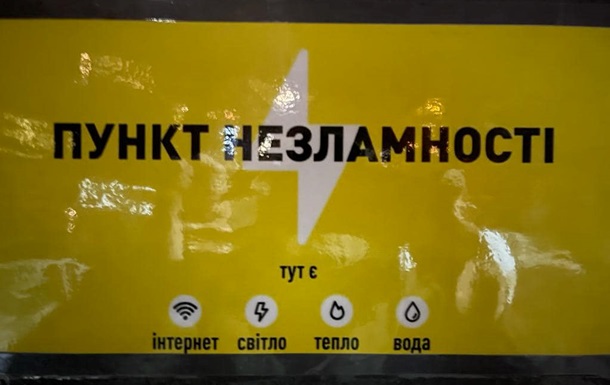 ПУНКТ НЕЗЛАМНОСТІ
тут є
інтернет світло тепло вода